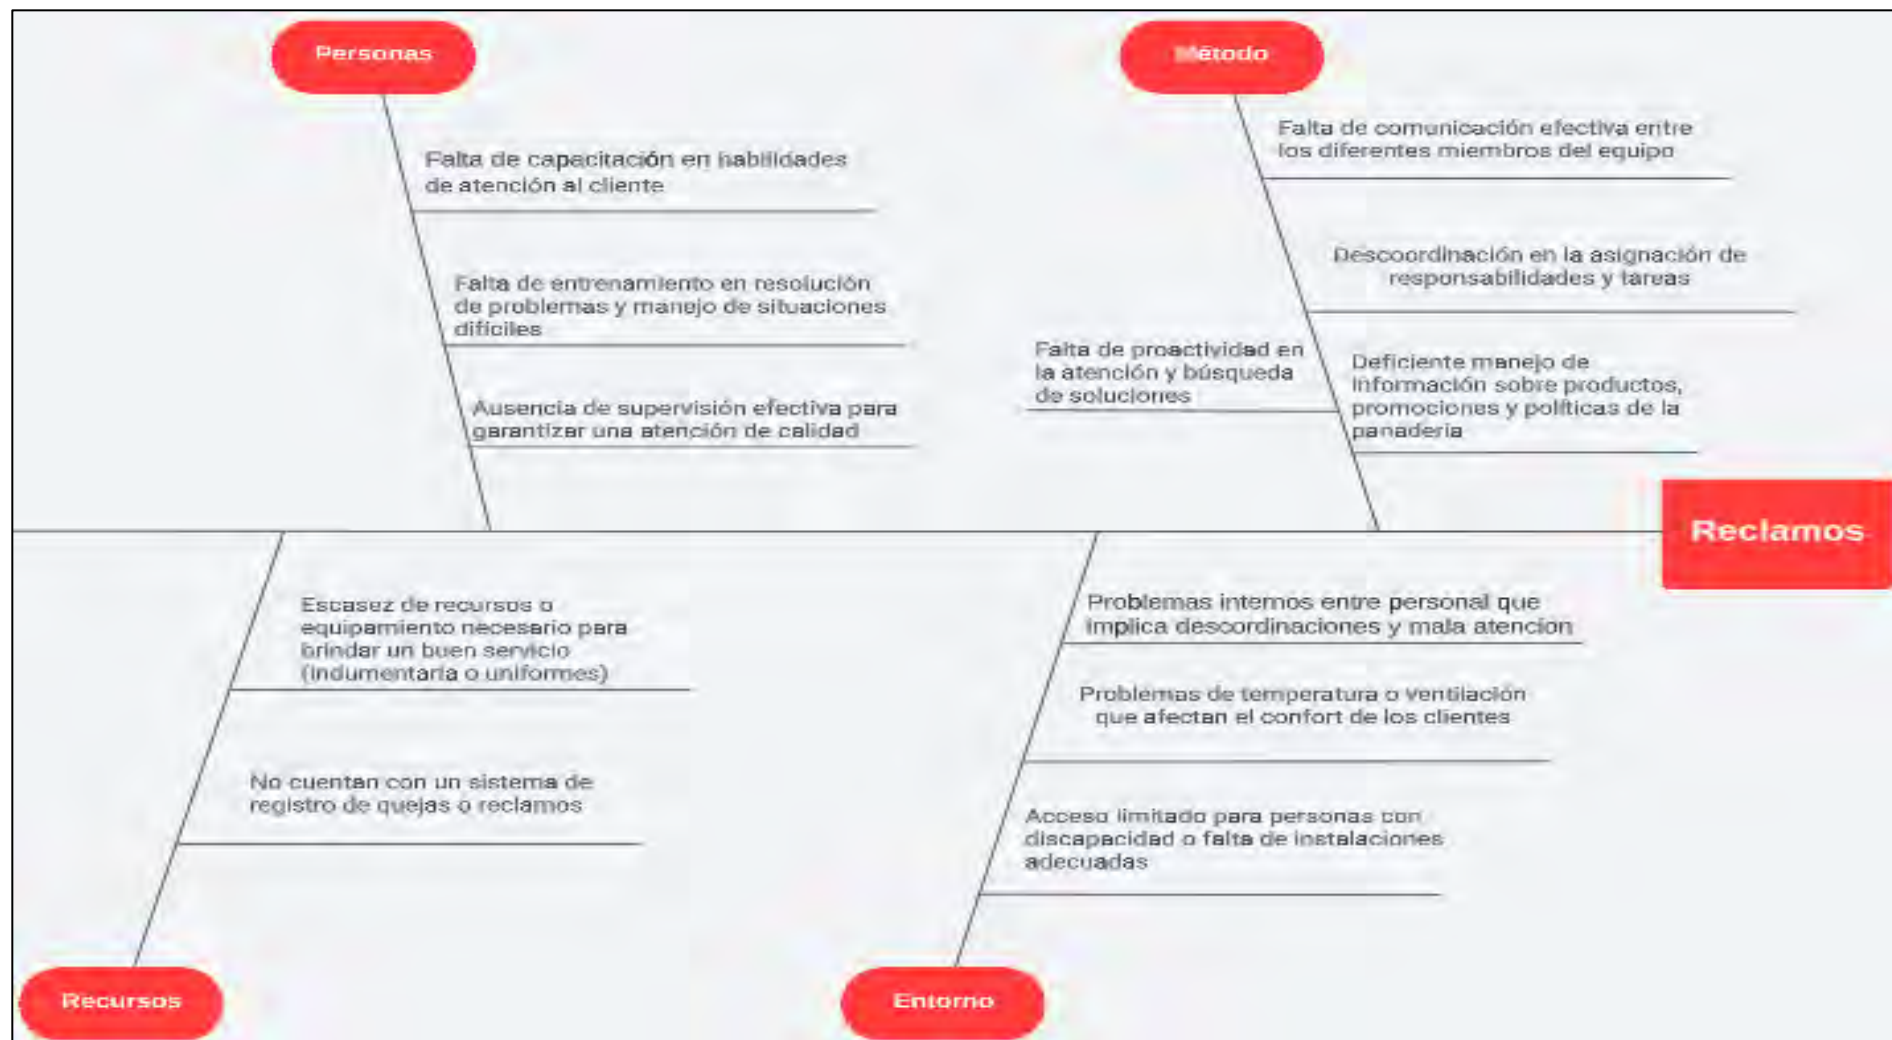 Personas
Falta de capacitación en habilidades
de atención al cliente
Falta de entrenamiento en resolución
de problemas y manejo de situaciones
difíciles
Ausencia de supervisión efectiva para
garantizar una atención de calidad
Método
Falta de comunicación efectiva entre
los diferentes miembros del equipo
Descoordinación en la asignación de
responsabilidades y tareas
Falta de proactividad en
la atención y búsqueda
de soluciones
Deficiente manejo de
información sobre productos,
promociones y políticas de la
panadería
Reclamos
Escasez de recursos o
equipamiento necesario para
brindar un buen servicio
(indumentaria o uniformes)
No cuentan con un sistema de
registro de quejas o reclamos
Recursos
Problemas internos entre personal que
implica descordinaciones y mala atención
Problemas de temperatura o ventilación
que afectan el confort de los clientes
Acceso limitado para personas con
discapacidad o falta de instalaciones
adecuadas
Entorno